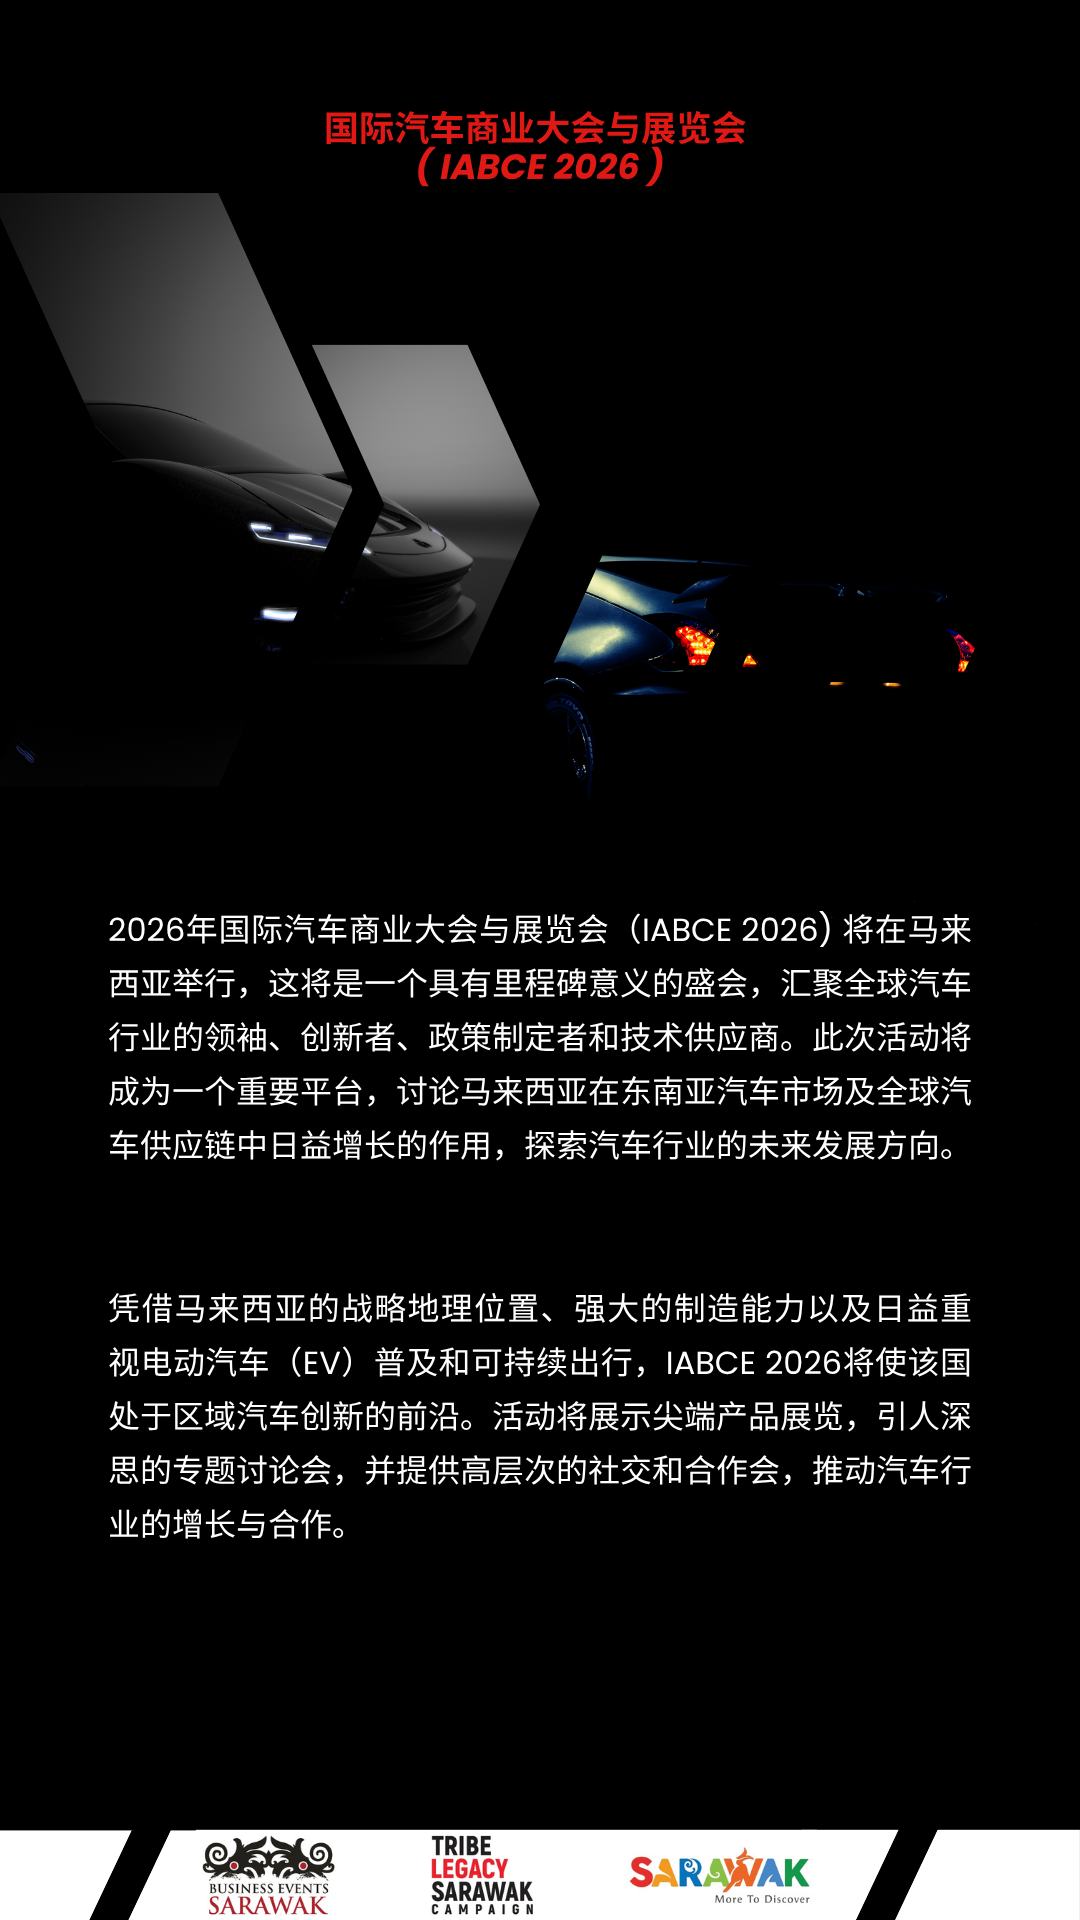 国际汽车商业大会与展览会
( IABCE 2026 )
2026年国际汽车商业大会与展览会（IABCE 2026) 将在马来
西亚举行，这将是一个具有里程碑意义的盛会，汇聚全球汽车
行业的领袖、创新者、政策制定者和技术供应商。此次活动将
成为一个重要平台，讨论马来西亚在东南亚汽车市场及全球汽
车供应链中日益增长的作用，探索汽车行业的未来发展方向。
凭借马来西亚的战略地理位置、强大的制造能力以及日益重
视电动汽车（EV）普及和可持续出行，IABCE 2026将使该国
处于区域汽车创新的前沿。活动将展示尖端产品展览，引人深
思的专题讨论会，并提供高层次的社交和合作会，推动汽车行
业的增长与合作。
BUSINESS EVENTS
SARAWAK
TRIBE
LEGACY
SARAWAK
CAMPAIGN
SARAWAK
More To Discover